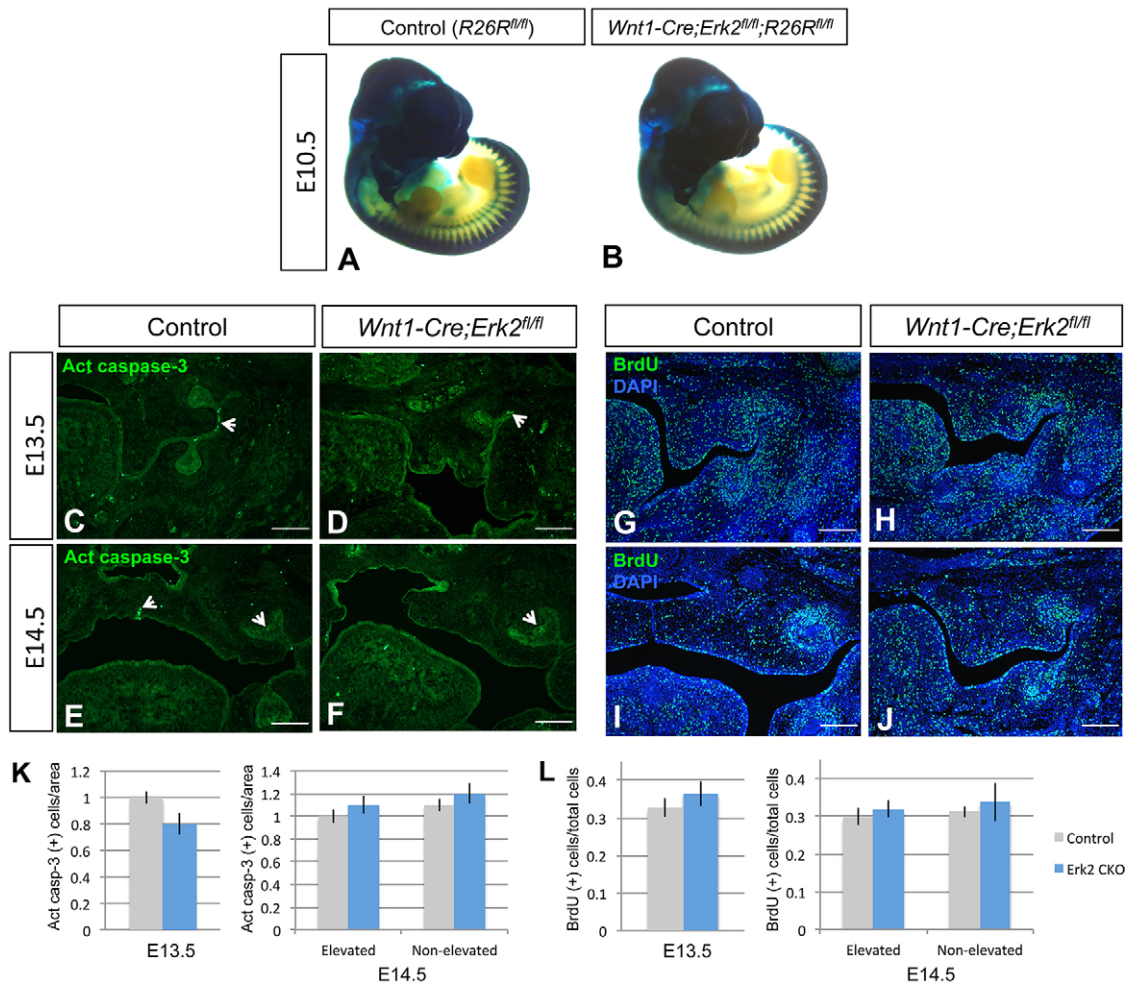 Control (R26R^fl/fl)
Wnt1-Cre;Erk2^fl/fl;R26R^fl/fl
E10.5
A
B
Control
Wnt1-Cre;Erk2^fl/fl
Control
Wnt1-Cre;Erk2^fl/fl
E13.5
Act caspase-3
C
D
BrdU
DAPI
G
H
E14.5
Act caspase-3
E
F
BrdU
DAPI
I
J
K
Act casp-3 (+) cells/area
1.2
1
0.8
0.6
0.4
0.2
0
E13.5
Act casp-3 (+) cells/area
1.4
1.2
1
0.8
0.6
0.4
0.2
0
Elevated
Non-elevated
E14.5
L
BrdU (+) cells/total cells
0.4
0.3
0.2
0.1
0
E13.5
BrdU (+) cells/total cells
0.4
0.3
0.2
0.1
0
Elevated
Non-elevated
E14.5
Control
Erk2 CKO